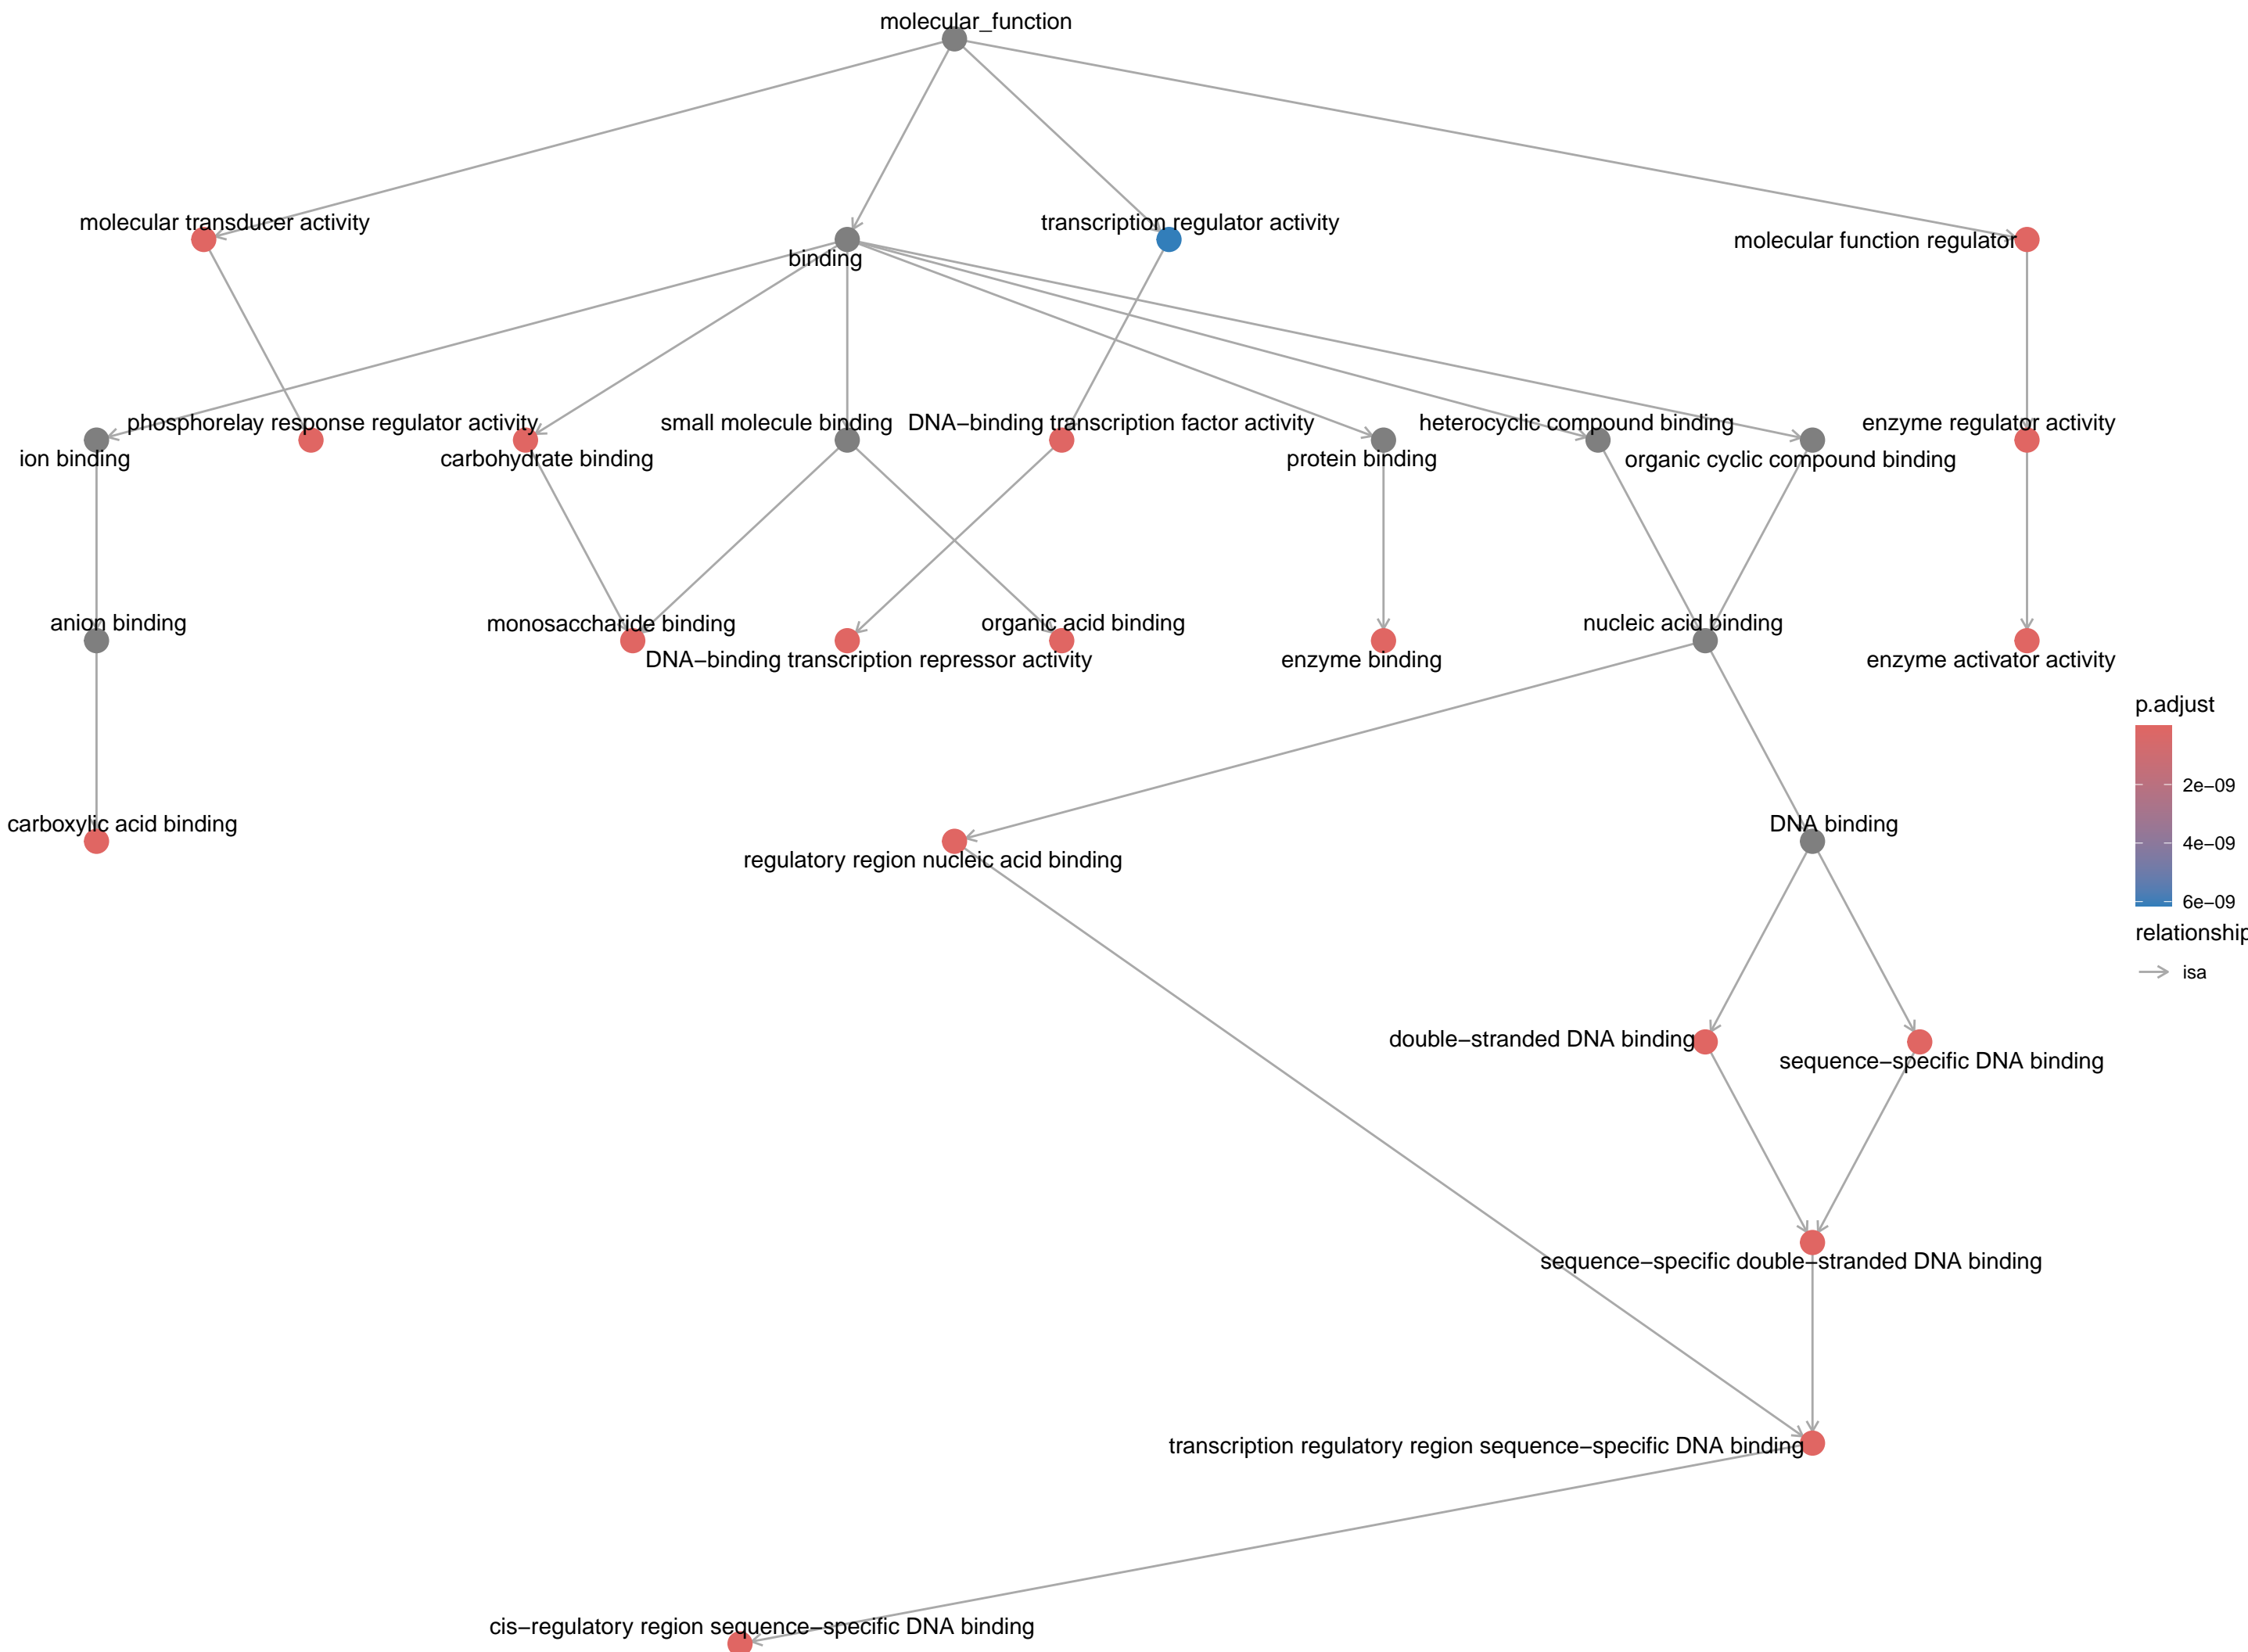 molecular_function
molecular transducer activity
transcription regulator activity
molecular function regulator
binding
phosphorelay response regulator activity
small molecule binding
DNA−binding transcription factor activity
heterocyclic compound binding
enzyme regulator activity
ion binding
carbohydrate binding
protein binding
organic cyclic compound binding
anion binding
monosaccharide binding
organic acid binding
nucleic acid binding
DNA−binding transcription repressor activity
enzyme binding
enzyme activator activity
p.adjust
2e−09
4e−09
6e−09
relationship
isa
carboxylic acid binding
DNA binding
regulatory region nucleic acid binding
double−stranded DNA binding
sequence−specific DNA binding
sequence−specific double−stranded DNA binding
transcription regulatory region sequence−specific DNA binding
cis−regulatory region sequence−specific DNA binding